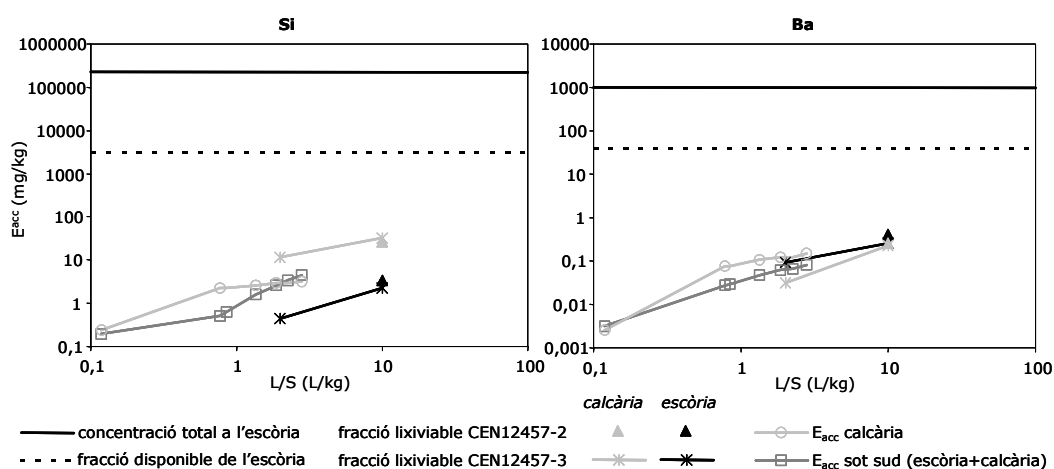 Si
Ba
1000000
100000
10000
1000
100
10
1
0,1
E^acc (mg/kg)
0,1
1
10
100
L/S (L/kg)
10000
1000
100
10
1
0,1
0,01
0,001
0,1
1
10
100
L/S (L/kg)
calcària escòria
concentració total a l'escòria
fracció lixiviable CEN12457-2
E_acc calcària
fracció disponible de l'escòria
fracció lixiviable CEN12457-3
E_acc sot sud (escòria+calcària)